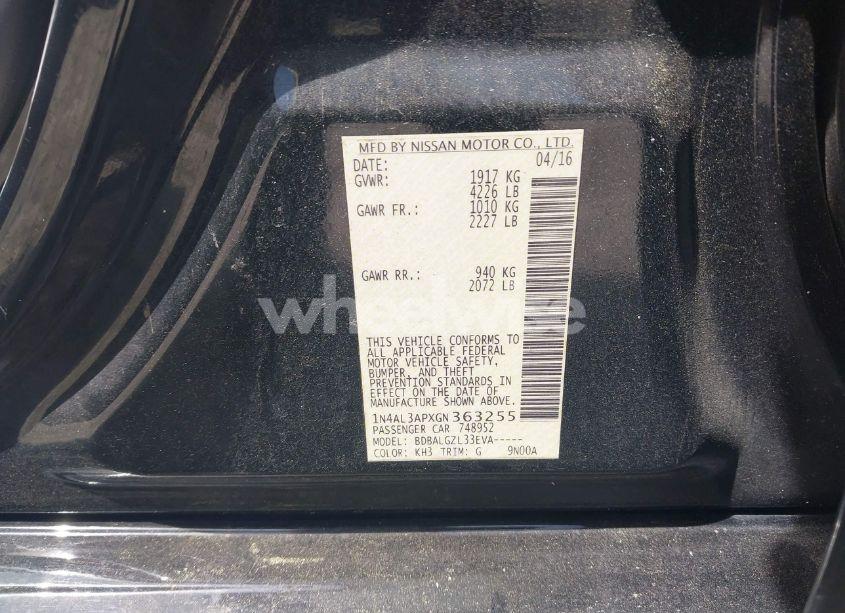 MFD BY NISSAN MOTOR CO., LTD.
DATE: 04/16
GVWR: 1917 KG
4226 LB
GAWR FR.: 1010 KG
2227 LB
GAWR RR.: 940 KG
2072 LB
wheelwise
THIS VEHICLE CONFORMS TO
ALL APPLICABLE FEDERAL
MOTOR VEHICLE SAFETY,
BUMPER, AND THEFT
PREVENTION STANDARDS IN
EFFECT ON THE DATE OF
MANUFACTURE SHOWN ABOVE.
1N4AL3APXGN363255
PASSENGER CAR 748952
MODEL: BDBALGZL33EVA-----
COLOR: KH3 TRIM: G 9N00A